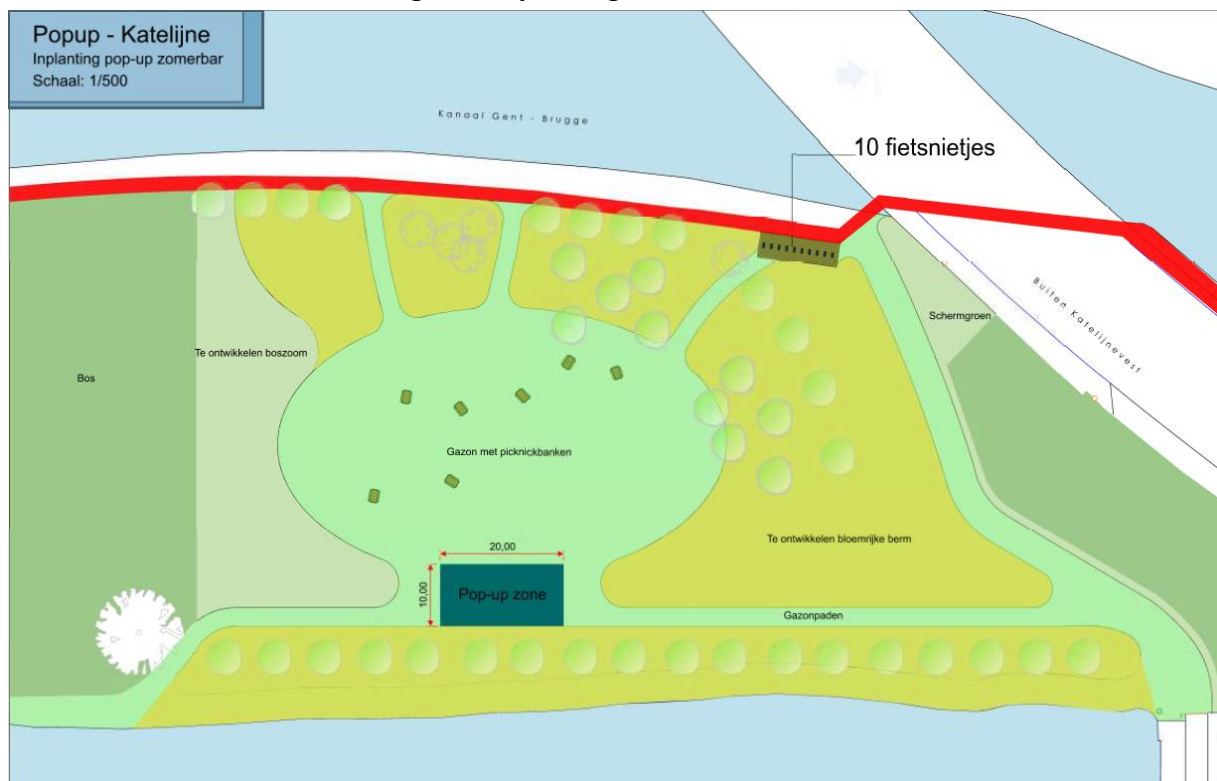 Popup - Katelijne
Inplanting pop-up zomerbar
Schaal: 1/500
Kanaal Gent - Brugge
10 fietsnietjes
Buiten Katelijnevest
Schermgroen
Te ontwikkelen boszoom
Bos
Gazon met picknickbanken
Te ontwikkelen bloemrijke berm
20,00
10,00
Pop-up zone
Gazonpaden